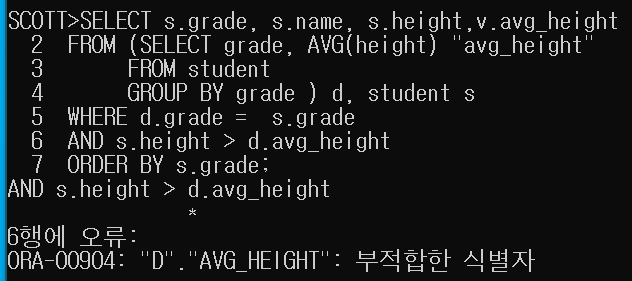 SCOTT>SELECT s.grade, s.name, s.height,v.avg_height
2 FROM (SELECT grade, AVG(height) "avg_height"
3 FROM student
4 GROUP BY grade ) d, student s
5 WHERE d.grade = s.grade
6 AND s.height > d.avg_height
7 ORDER BY s.grade;
AND s.height > d.avg_height
*
6행에 오류:
ORA-00904: "D"."AVG_HEIGHT": 부적합한 식별자